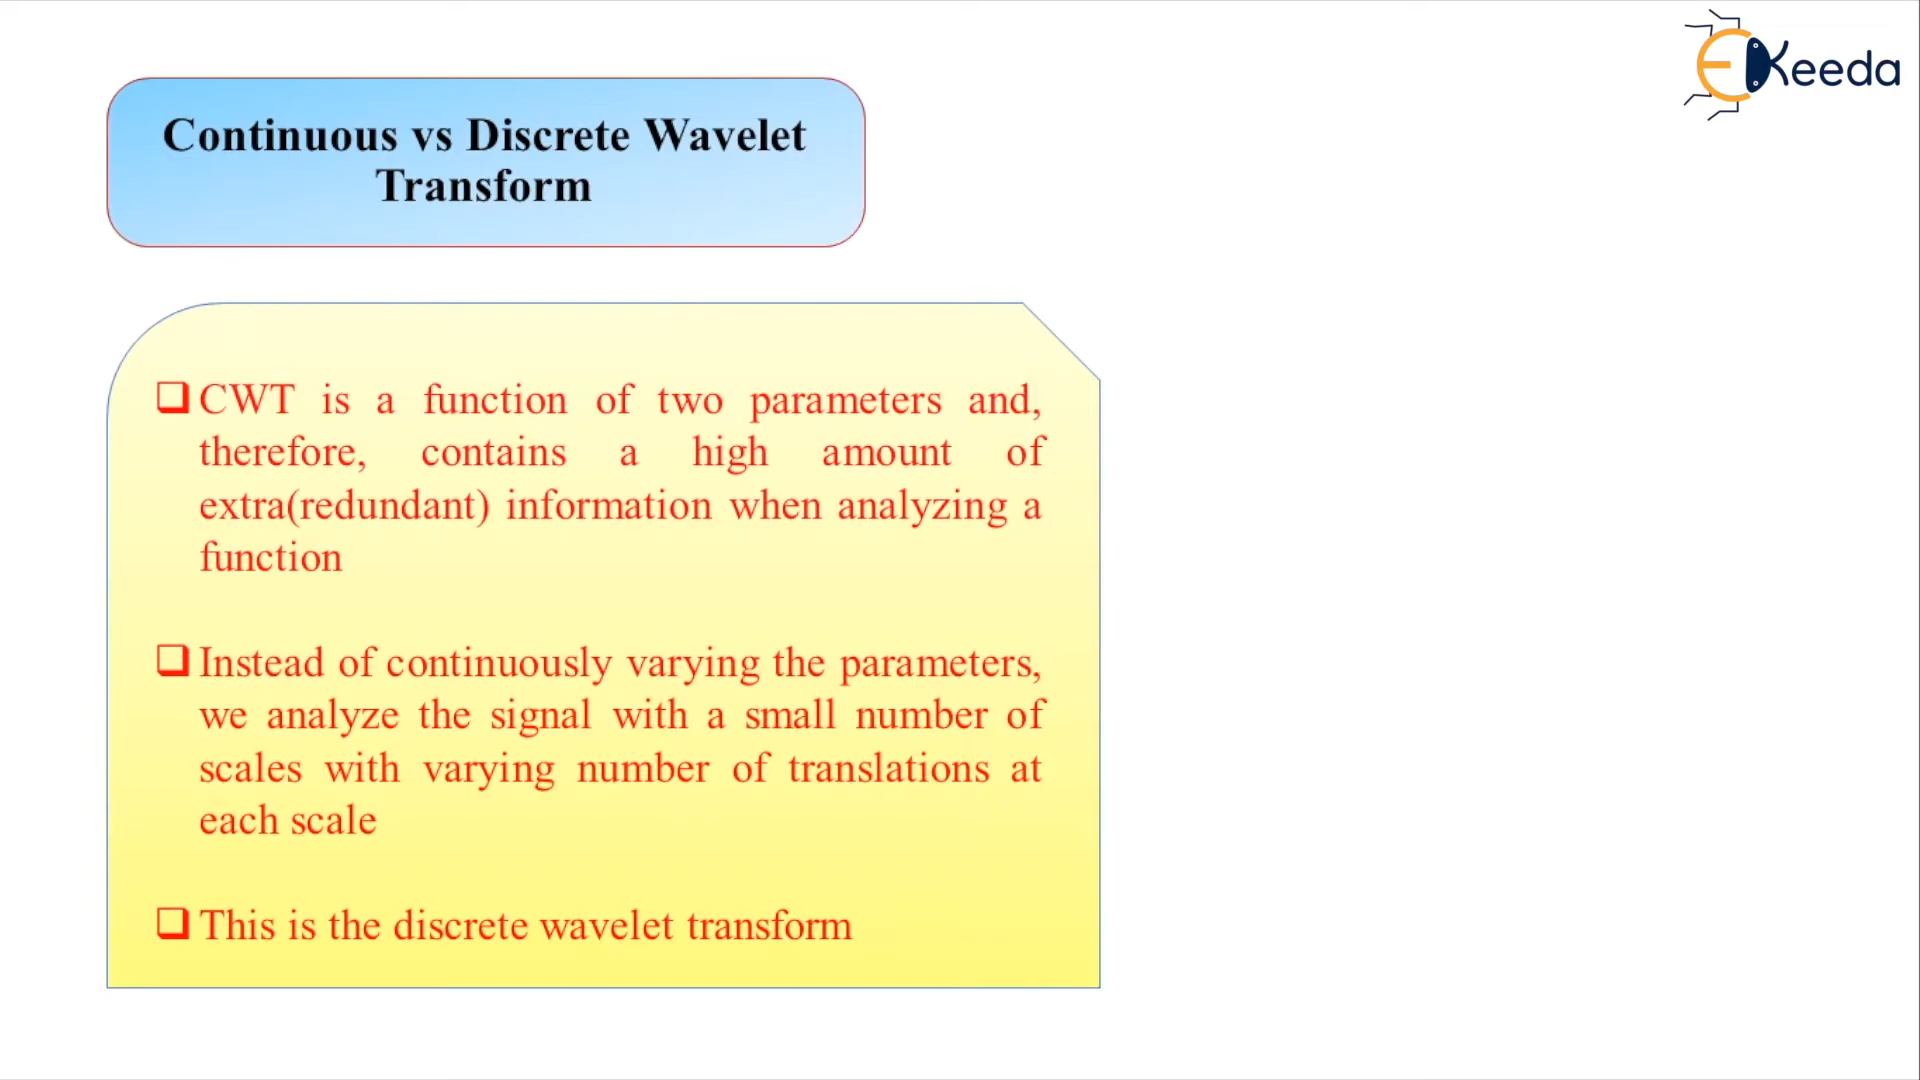 EKeeda
Continuous vs Discrete Wavelet
Transform
❑ CWT is a function of two parameters and,
therefore, contains a high amount of
extra(redundant) information when analyzing a
function
❑ Instead of continuously varying the parameters,
we analyze the signal with a small number of
scales with varying number of translations at
each scale
❑ This is the discrete wavelet transform